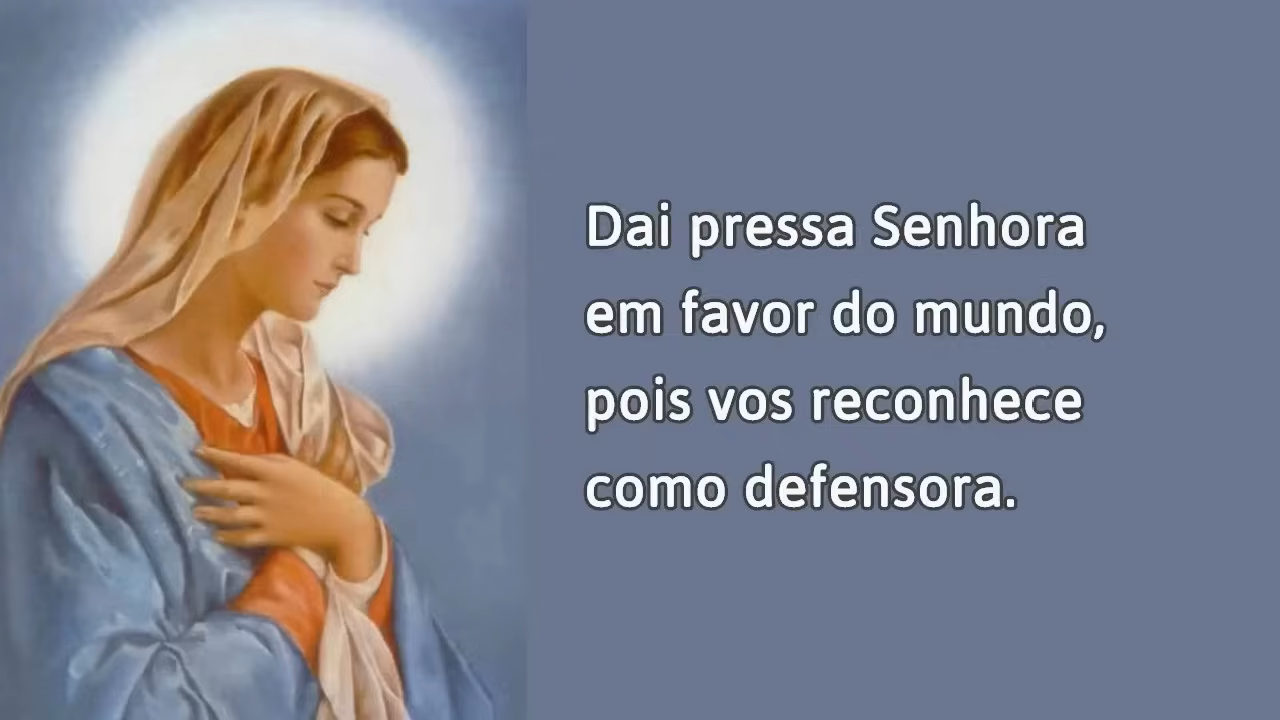 Dai pressa Senhora
em favor do mundo,
pois vos reconhece
como defensora.